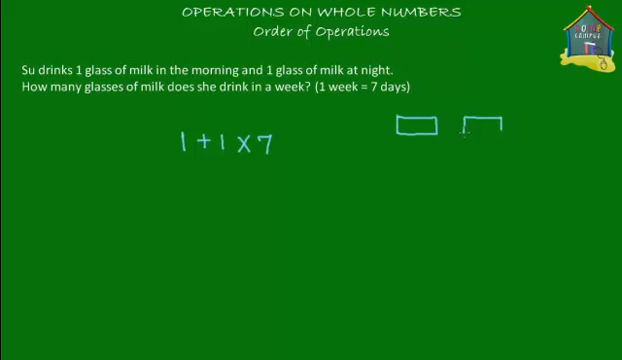 OPERATIONS ON WHOLE NUMBERS
Order of Operations
HOME
CAMPUS
Su drinks 1 glass of milk in the morning and 1 glass of milk at night.
How many glasses of milk does she drink in a week? (1 week = 7 days)
1 + 1 x 7